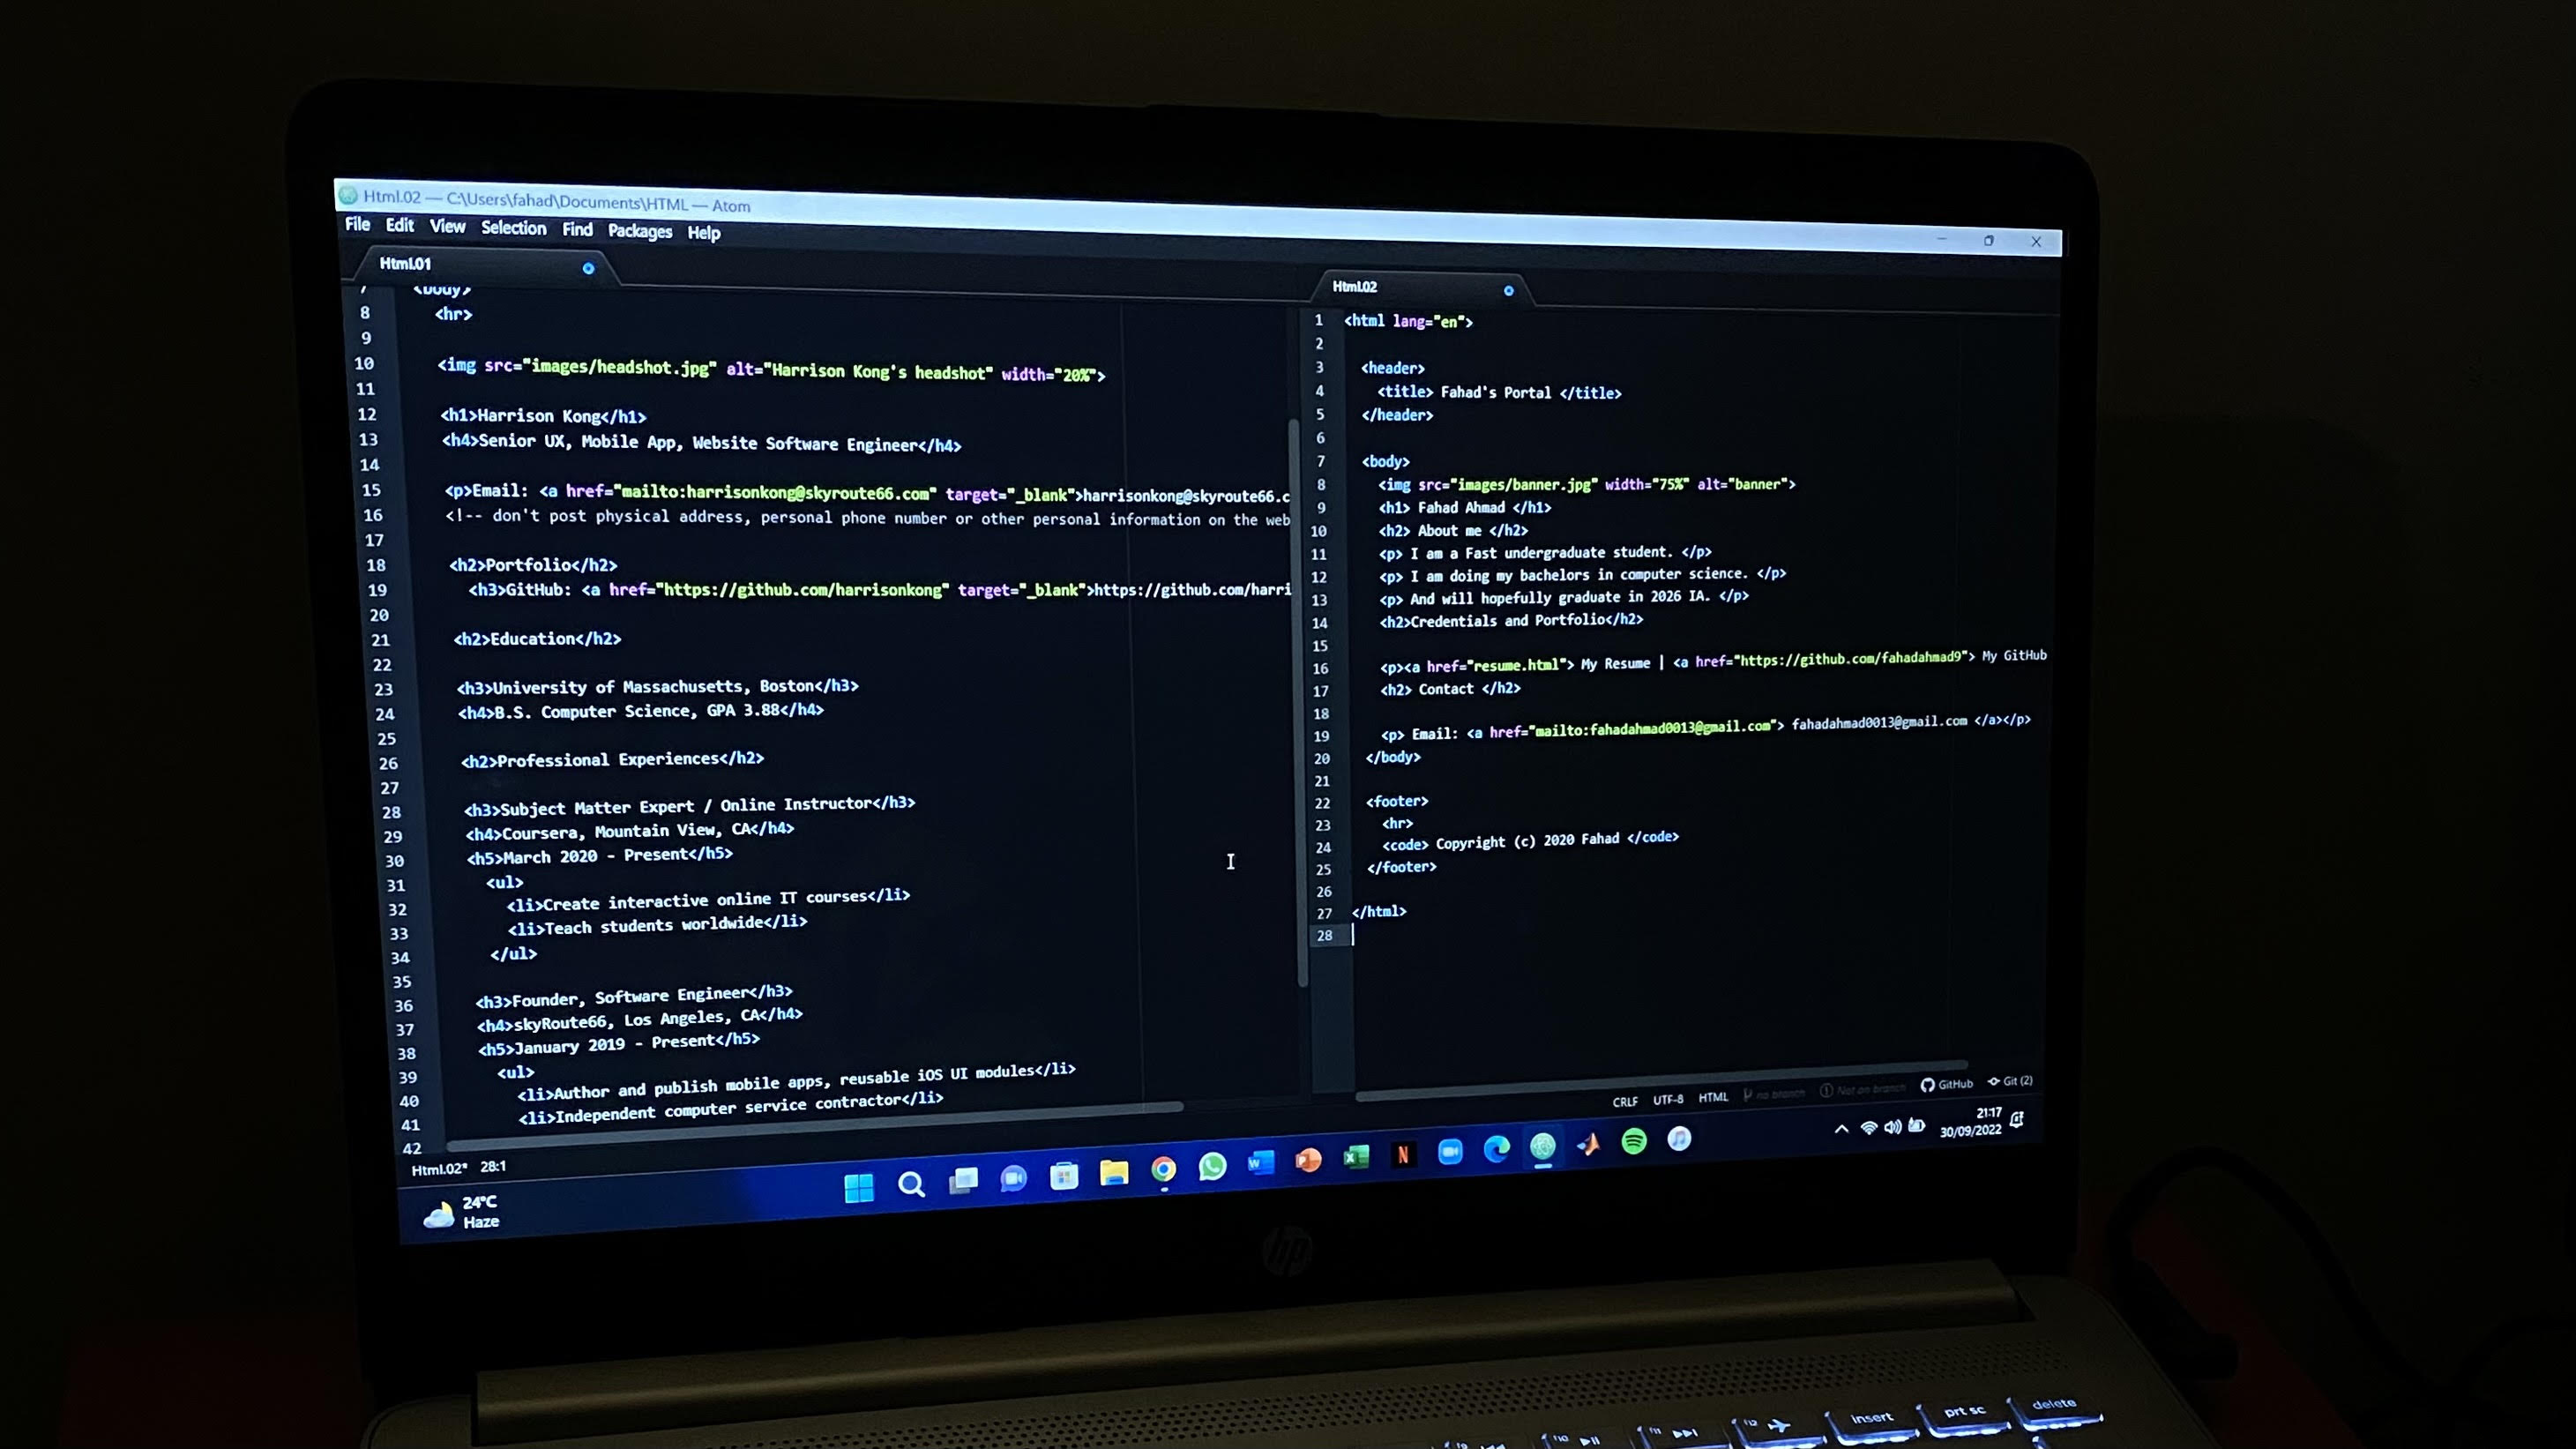 Html.02 — C:\Users\fahad\Documents\HTML — Atom
File Edit View Selection Find Packages Help
Html.01
7 <body>
8 <hr>
9
10 <img src="images/headshot.jpg" alt="Harrison Kong's headshot" width="20%">
11
12 <h1>Harrison Kong</h1>
13 <h4>Senior UX, Mobile App, Website Software Engineer</h4>
14
15 <p>Email: <a href="mailto:harrisonkong@skyroute66.com" target="_blank">harrisonkong@skyroute66.c
16 <!-- don't post physical address, personal phone number or other personal information on the web
17
18 <h2>Portfolio</h2>
19 <h3>GitHub: <a href="https://github.com/harrisonkong" target="_blank">https://github.com/harri
20
21 <h2>Education</h2>
22
23 <h3>University of Massachusetts, Boston</h3>
24 <h4>B.S. Computer Science, GPA 3.88</h4>
25
26 <h2>Professional Experiences</h2>
27
28 <h3>Subject Matter Expert / Online Instructor</h3>
29 <h4>Coursera, Mountain View, CA</h4>
30 <h5>March 2020 - Present</h5>
31 <ul>
32 <li>Create interactive online IT courses</li>
33 <li>Teach students worldwide</li>
34 </ul>
35
36 <h3>Founder, Software Engineer</h3>
37 <h4>skyRoute66, Los Angeles, CA</h4>
38 <h5>January 2019 - Present</h5>
39 <ul>
40 <li>Author and publish mobile apps, reusable iOS UI modules</li>
41 <li>Independent computer service contractor</li>
42
Html.02
1 <html lang="en">
2
3 <header>
4 <title> Fahad's Portal </title>
5 </header>
6
7 <body>
8 <img src="images/banner.jpg" width="75%" alt="banner">
9 <h1> Fahad Ahmad </h1>
10 <h2> About me </h2>
11 <p> I am a Fast undergraduate student. </p>
12 <p> I am doing my bachelors in computer science. </p>
13 <p> And will hopefully graduate in 2026 IA. </p>
14 <h2>Credentials and Portfolio</h2>
15
16 <p><a href="resume.html"> My Resume | <a href="https://github.com/fahadahmad9"> My GitHub
17 <h2> Contact </h2>
18
19 <p> Email: <a href="mailto:fahadahmad0013@gmail.com"> fahadahmad0013@gmail.com </a></p>
20 </body>
21
22 <footer>
23 <hr>
24 <code> Copyright (c) 2020 Fahad </code>
25 </footer>
26
27 </html>
28
Html.02* 28:1
CRLF UTF-8 HTML no branch Not on branch GitHub Git (2)
24°C
Haze
21:17
30/09/2022
hp
f10 f11 f12 insert prt sc delete